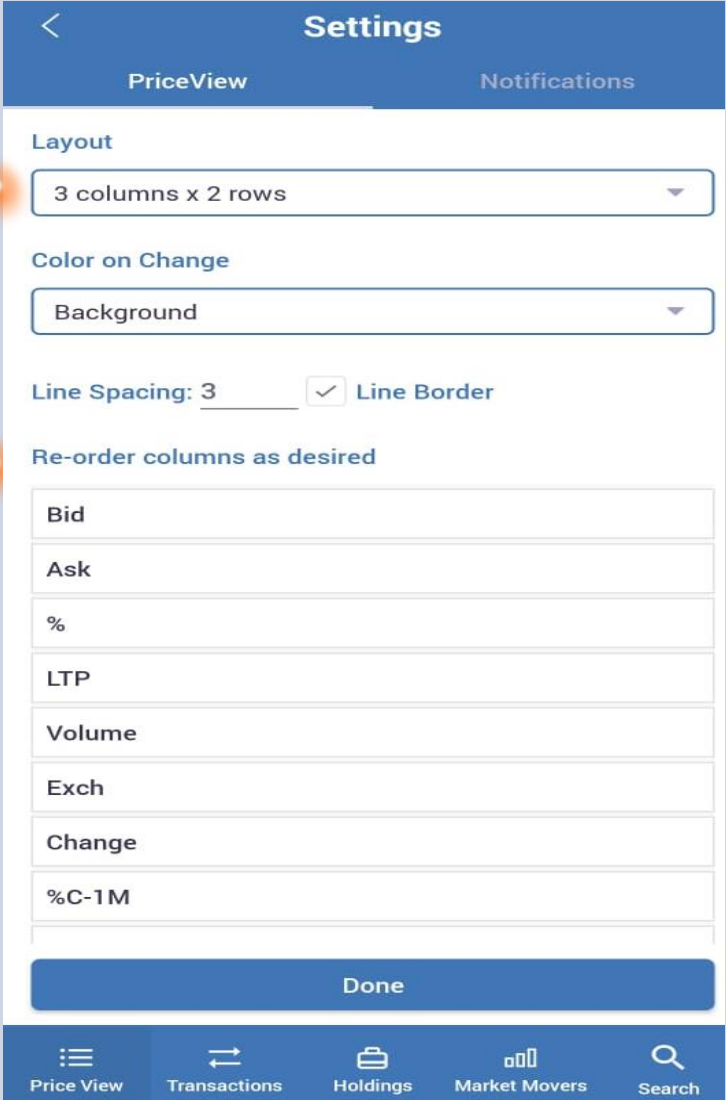 Settings
PriceView Notifications
Layout
3 columns x 2 rows
Color on Change
Background
Line Spacing: 3 Line Border
Re-order columns as desired
Bid
Ask
%
LTP
Volume
Exch
Change
%C-1M
Done
Price View Transactions Holdings Market Movers Search